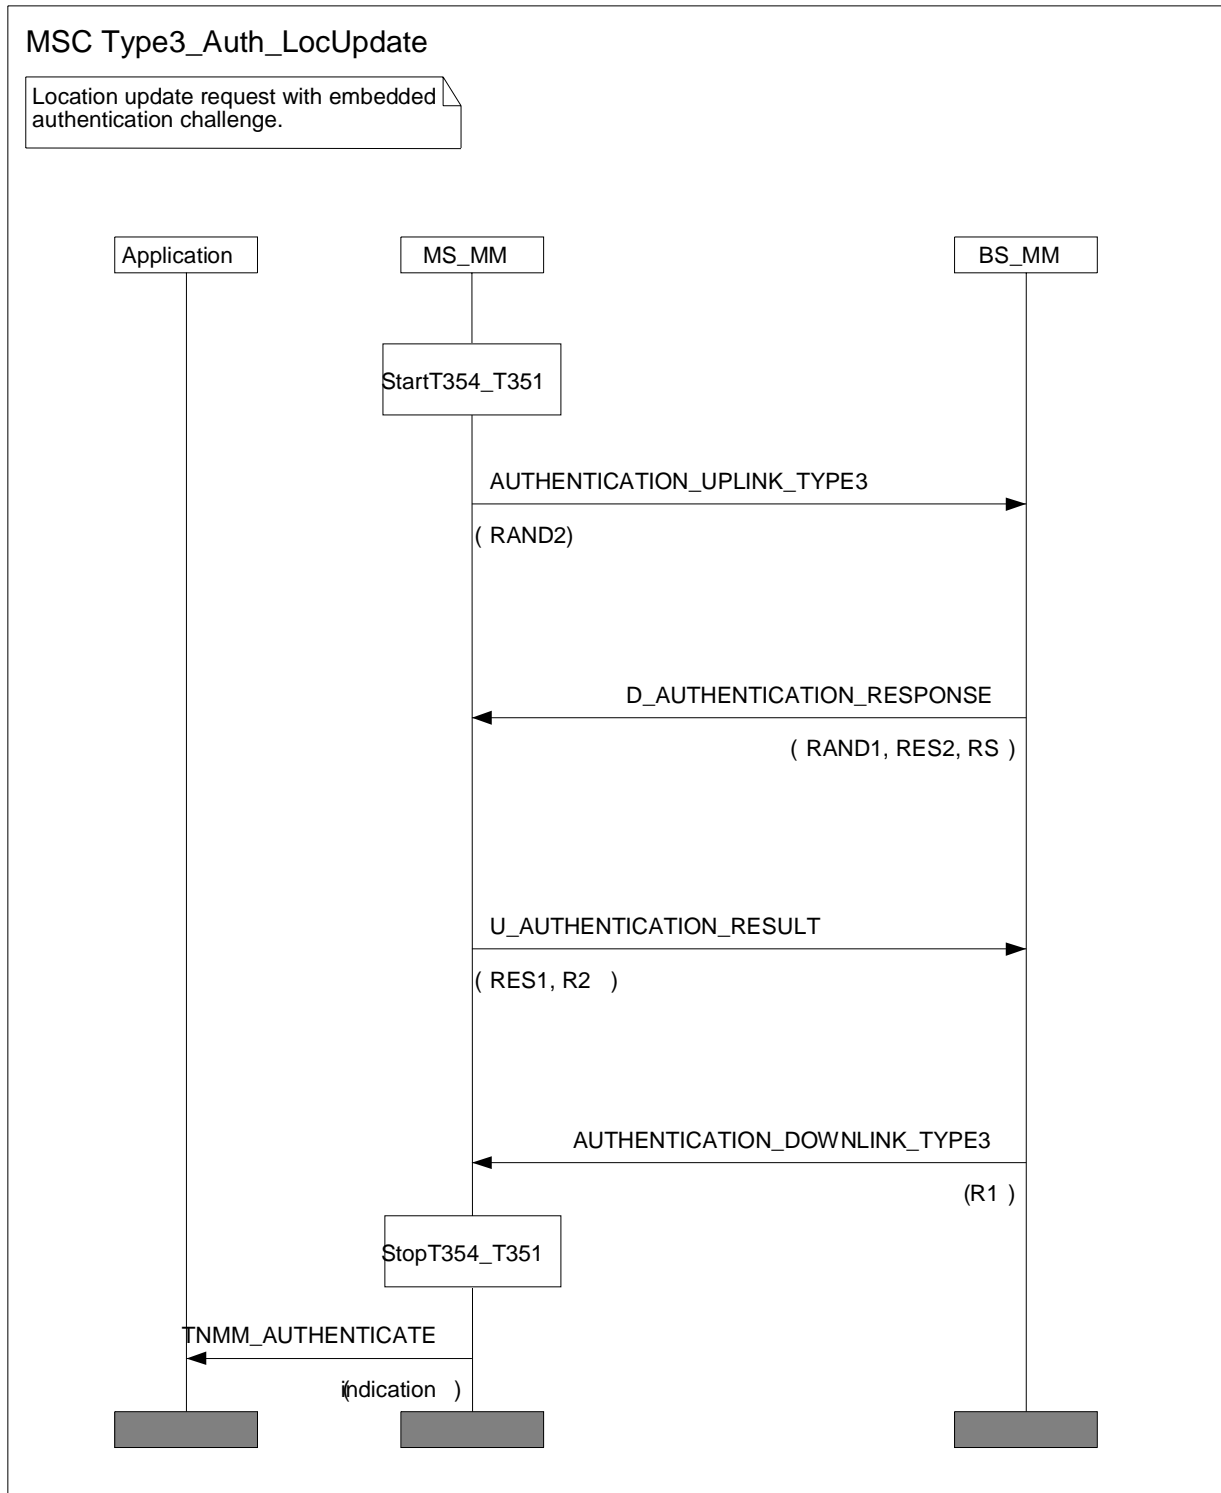 MSC Type3_Auth_LocUpdate
Location update request with embedded
authentication challenge.
Application
MS_MM
BS_MM
StartT354_T351
AUTHENTICATION_UPLINK_TYPE3
( RAND2)
D_AUTHENTICATION_RESPONSE
( RAND1, RES2, RS )
U_AUTHENTICATION_RESULT
( RES1, R2 )
AUTHENTICATION_DOWNLINK_TYPE3
(R1 )
StopT354_T351
TNMM_AUTHENTICATE
(indication )